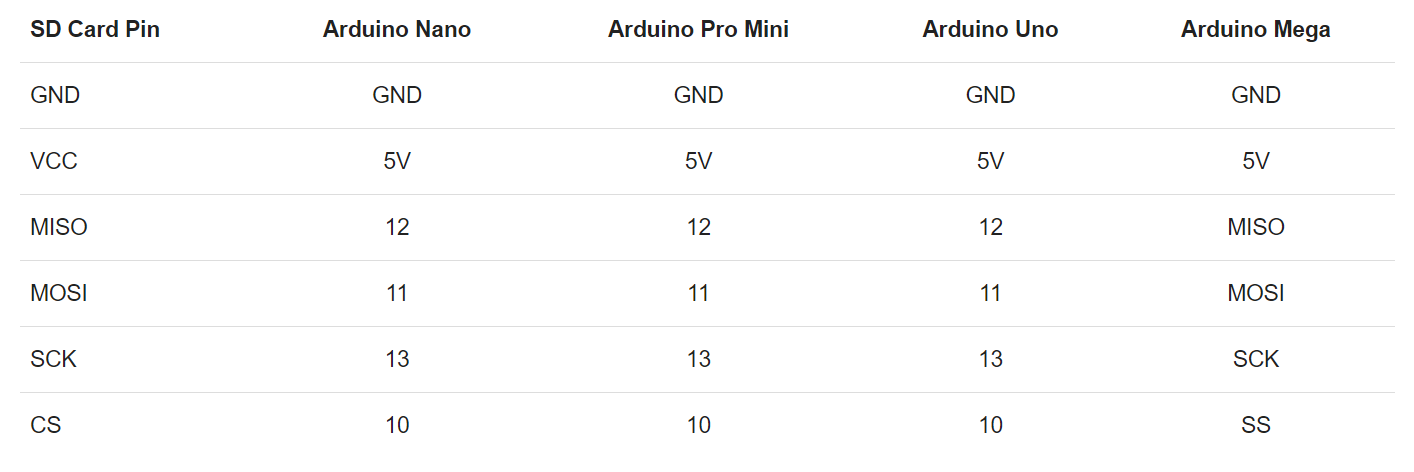 SD Card Pin Arduino Nano Arduino Pro Mini Arduino Uno Arduino Mega
GND GND GND GND GND
VCC 5V 5V 5V 5V
MISO 12 12 12 MISO
MOSI 11 11 11 MOSI
SCK 13 13 13 SCK
CS 10 10 10 SS